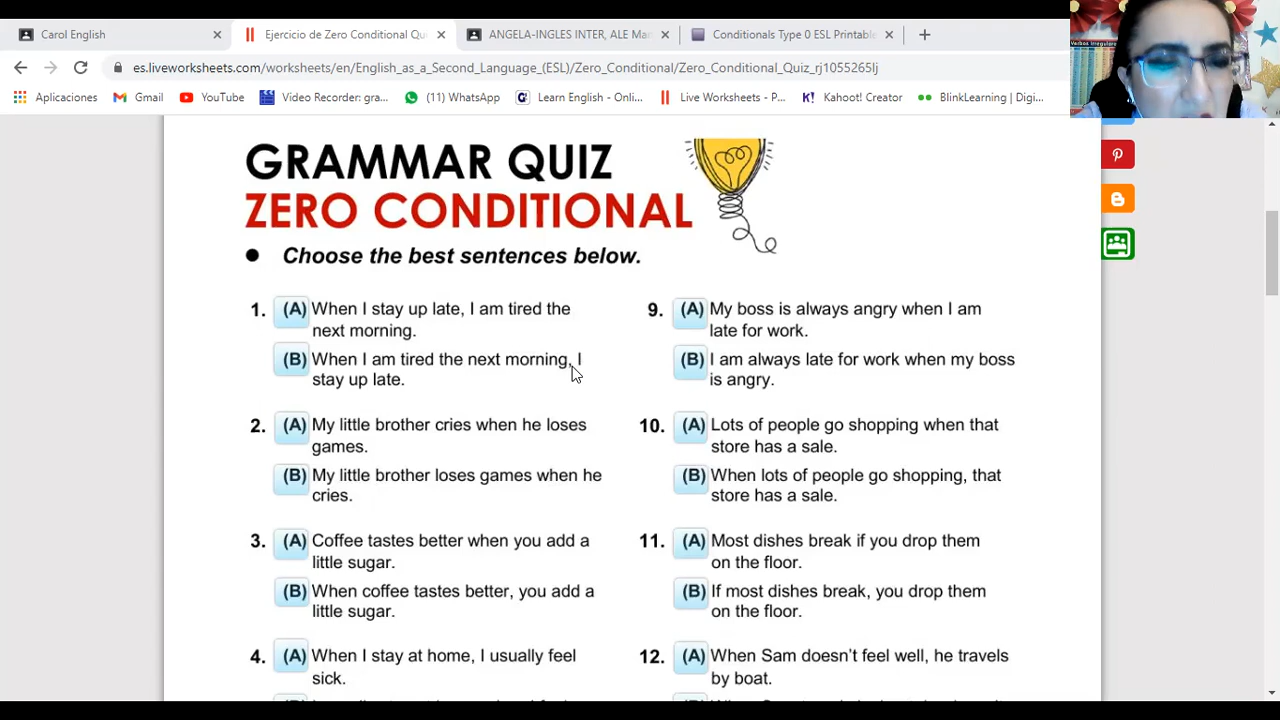 Carol English
Ejercicio de Zero Conditional Qu
ANGELA-INGLES INTER, ALE Ma
Conditionals Type 0 ESL Printable
es.liveworksheets.com/worksheets/en/English_as_a_Second_Language_(ESL)/Zero_Conditional/Zero_Conditional_Quiz_rj1055265lj
Aplicaciones
Gmail
YouTube
Video Recorder: gra...
(11) WhatsApp
Learn English - Onli...
Live Worksheets - P...
Kahoot! Creator
BlinkLearning | Digi...
GRAMMAR QUIZ
ZERO CONDITIONAL
● Choose the best sentences below.
1. (A) When I stay up late, I am tired the
next morning.
(B) When I am tired the next morning, I
stay up late.
2. (A) My little brother cries when he loses
games.
(B) My little brother loses games when he
cries.
3. (A) Coffee tastes better when you add a
little sugar.
(B) When coffee tastes better, you add a
little sugar.
4. (A) When I stay at home, I usually feel
sick.
9. (A) My boss is always angry when I am
late for work.
(B) I am always late for work when my boss
is angry.
10. (A) Lots of people go shopping when that
store has a sale.
(B) When lots of people go shopping, that
store has a sale.
11. (A) Most dishes break if you drop them
on the floor.
(B) If most dishes break, you drop them
on the floor.
12. (A) When Sam doesn't feel well, he travels
by boat.